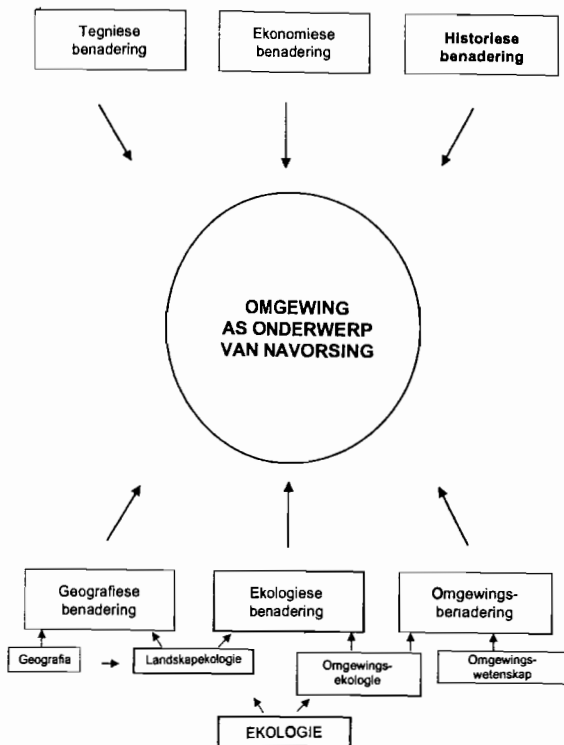 Tegniese
benadering
Ekonomiese
benadering
Historiese
benadering
OMGEWING
AS ONDERWERP
VAN NAVORSING
Geografiese
benadering
Ekologiese
benadering
Omgewings-
benadering
Geografia
Landskapekologie
Omgewings-
ekologie
Omgewings-
wetenskap
EKOLOGIE